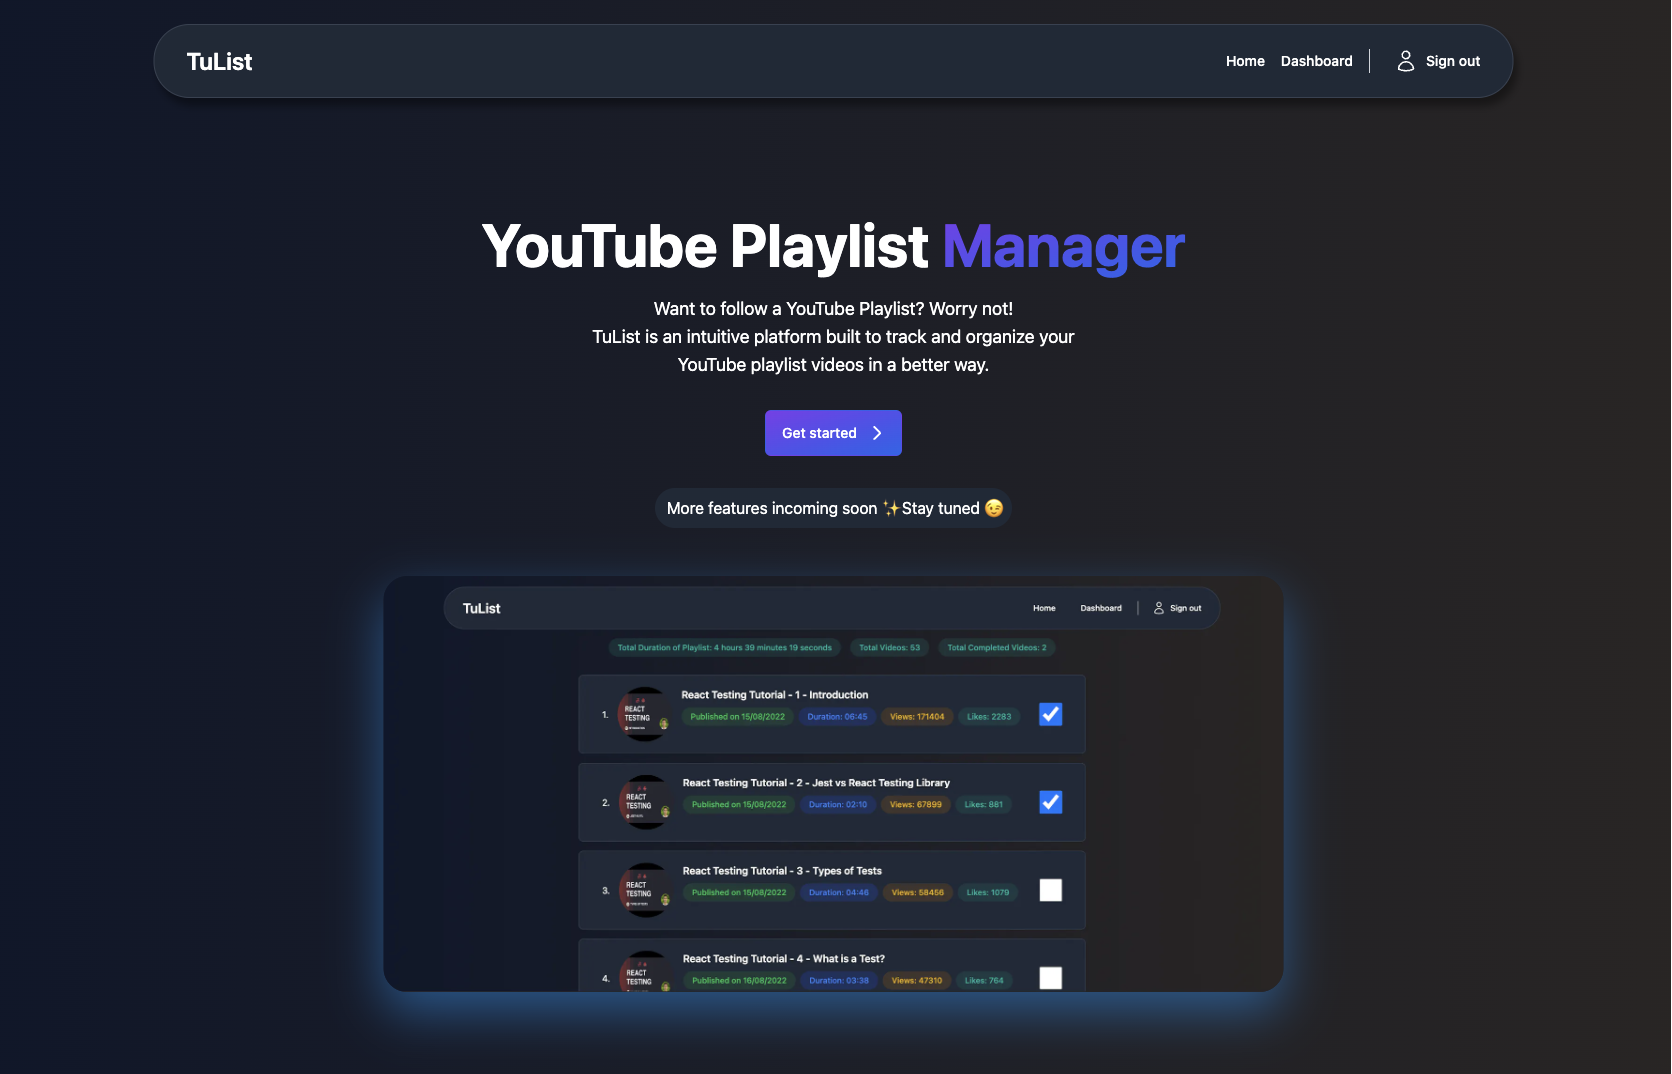 TuList
Home Dashboard Sign out
YouTube Playlist Manager
Want to follow a YouTube Playlist? Worry not!
TuList is an intuitive platform built to track and organize your
YouTube playlist videos in a better way.
Get started
More features incoming soon ✨Stay tuned 😉
TuList
Home Dashboard Sign out
Total Duration of Playlist: 4 hours 39 minutes 19 seconds Total Videos: 53 Total Completed Videos: 2
React Testing Tutorial - 1 - Introduction
1. REACT TESTING
Published on 15/08/2022 Duration: 06:45 Views: 171404 Likes: 2283
React Testing Tutorial - 2 - Jest vs React Testing Library
2. REACT TESTING
Published on 15/08/2022 Duration: 02:10 Views: 67899 Likes: 881
React Testing Tutorial - 3 - Types of Tests
3. REACT TESTING
Published on 15/08/2022 Duration: 04:46 Views: 58456 Likes: 1079
React Testing Tutorial - 4 - What is a Test?
4. REACT TESTING
Published on 16/08/2022 Duration: 03:38 Views: 47310 Likes: 764